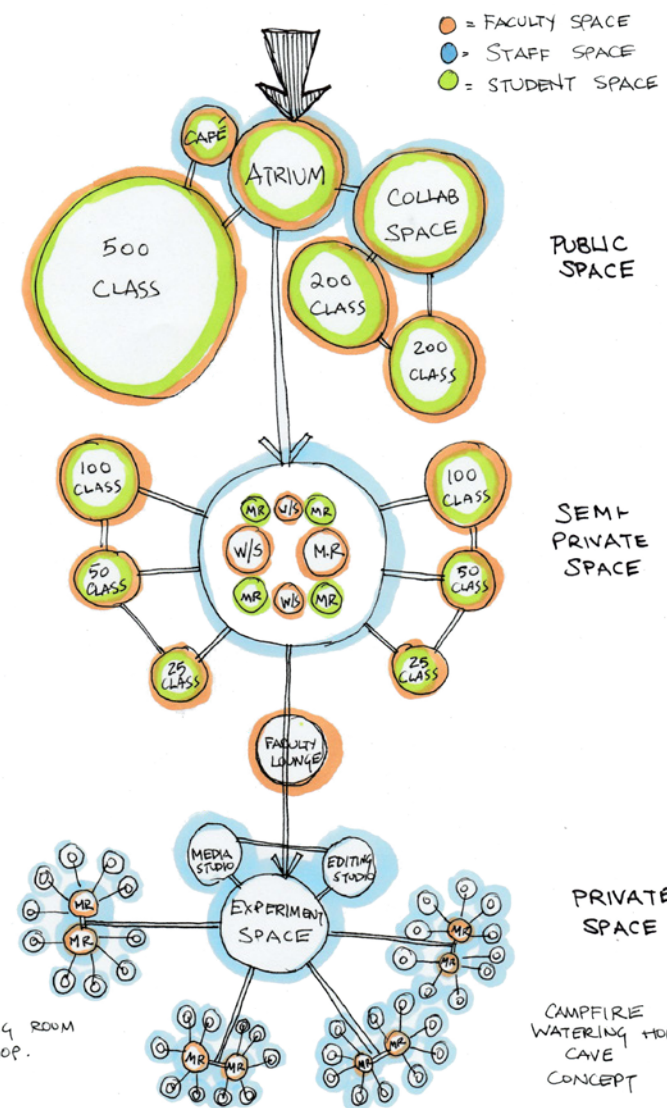 = FACULTY SPACE
= STAFF SPACE
= STUDENT SPACE
CAFÉ
ATRIUM
COLLAB
SPACE
500
CLASS
200
CLASS
200
CLASS
PUBLIC
SPACE
100
CLASS
100
CLASS
MR
W/S
MR
W/S
M.R
MR
W/S
MR
50
CLASS
50
CLASS
25
CLASS
25
CLASS
SEMI-
PRIVATE
SPACE
FACULTY
LOUNGE
MEDIA
STUDIO
EDITING
STUDIO
EXPERIMENT
SPACE
MR
MR
MR
MR
MR
MR
MR
MR
PRIVATE
SPACE
ROOM
CAMPFIRE
WATERING
CAVE
CONCEPT